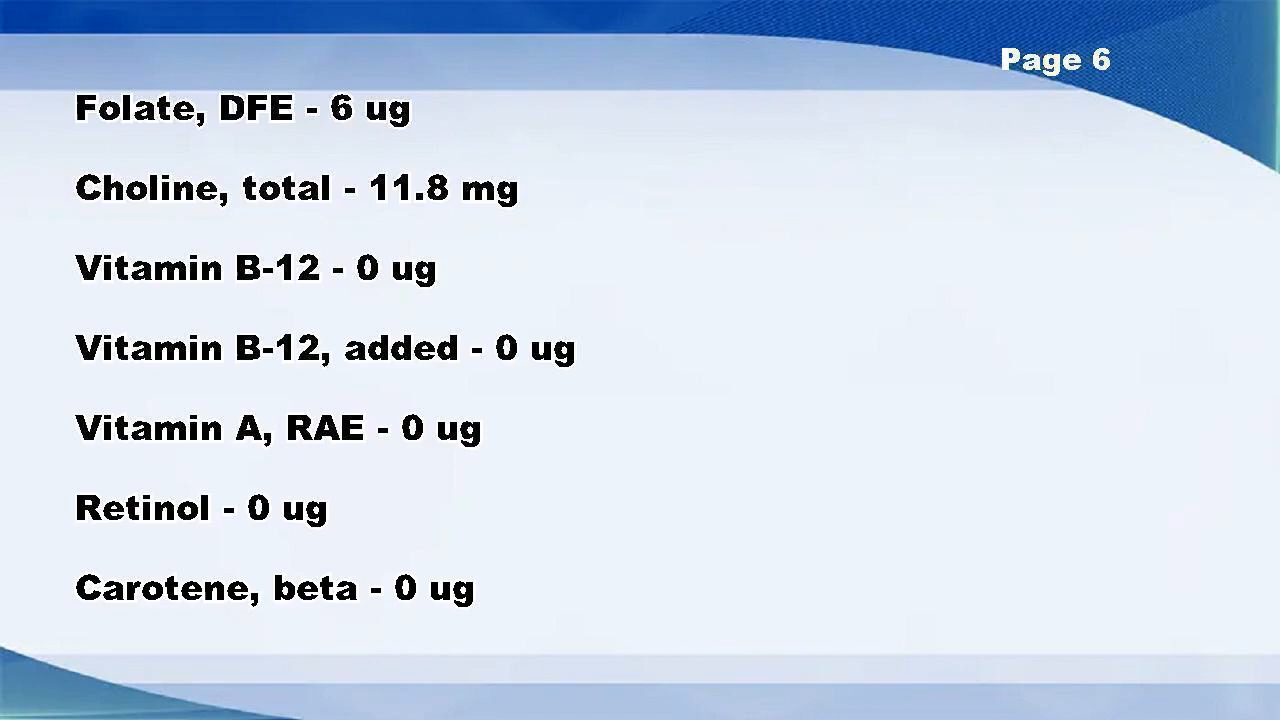 Page 6
Folate, DFE - 6 ug
Choline, total - 11.8 mg
Vitamin B-12 - 0 ug
Vitamin B-12, added - 0 ug
Vitamin A, RAE - 0 ug
Retinol - 0 ug
Carotene, beta - 0 ug